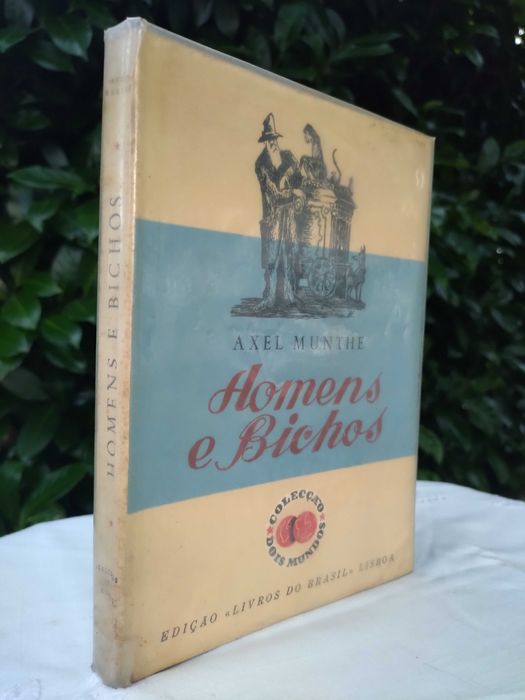 AXEL MUNTHE
Homens
e Bichos
COLECÇÃO
DOIS MUNDOS
EDIÇÃO «LIVROS DO BRASIL» LISBOA
HOMENS E BICHOS